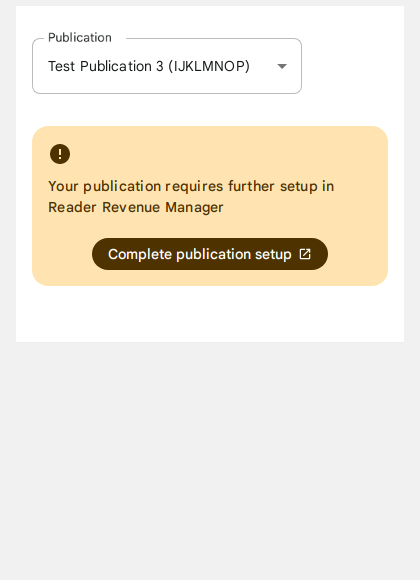 Publication
Test Publication 3 (IJKLMNOP)
Your publication requires further setup in
Reader Revenue Manager
Complete publication setup